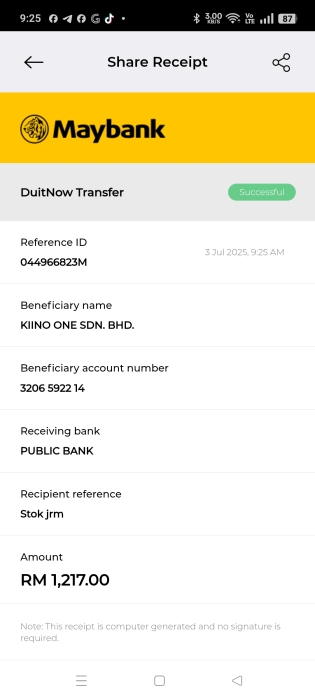 9:25
3.00 KB/S
Vo LTE
87
Share Receipt
Maybank
DuitNow Transfer
Successful
Reference ID
3 Jul 2025, 9:25 AM
044966823M
Beneficiary name
KIINO ONE SDN. BHD.
Beneficiary account number
3206 5922 14
Receiving bank
PUBLIC BANK
Recipient reference
Stok jrm
Amount
RM 1,217.00
Note: This receipt is computer generated and no signature is
required.